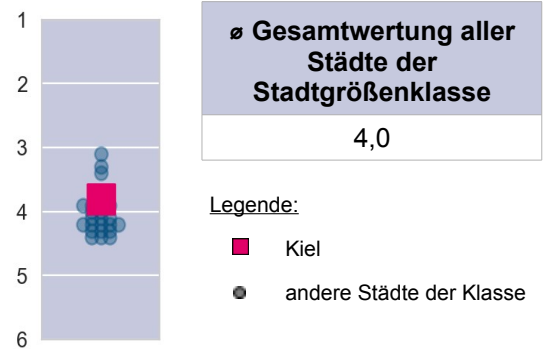 1
2
3
4
5
6
ø Gesamtwertung aller
Städte der
Stadtgrößenklasse
4,0
Legende:
Kiel
andere Städte der Klasse